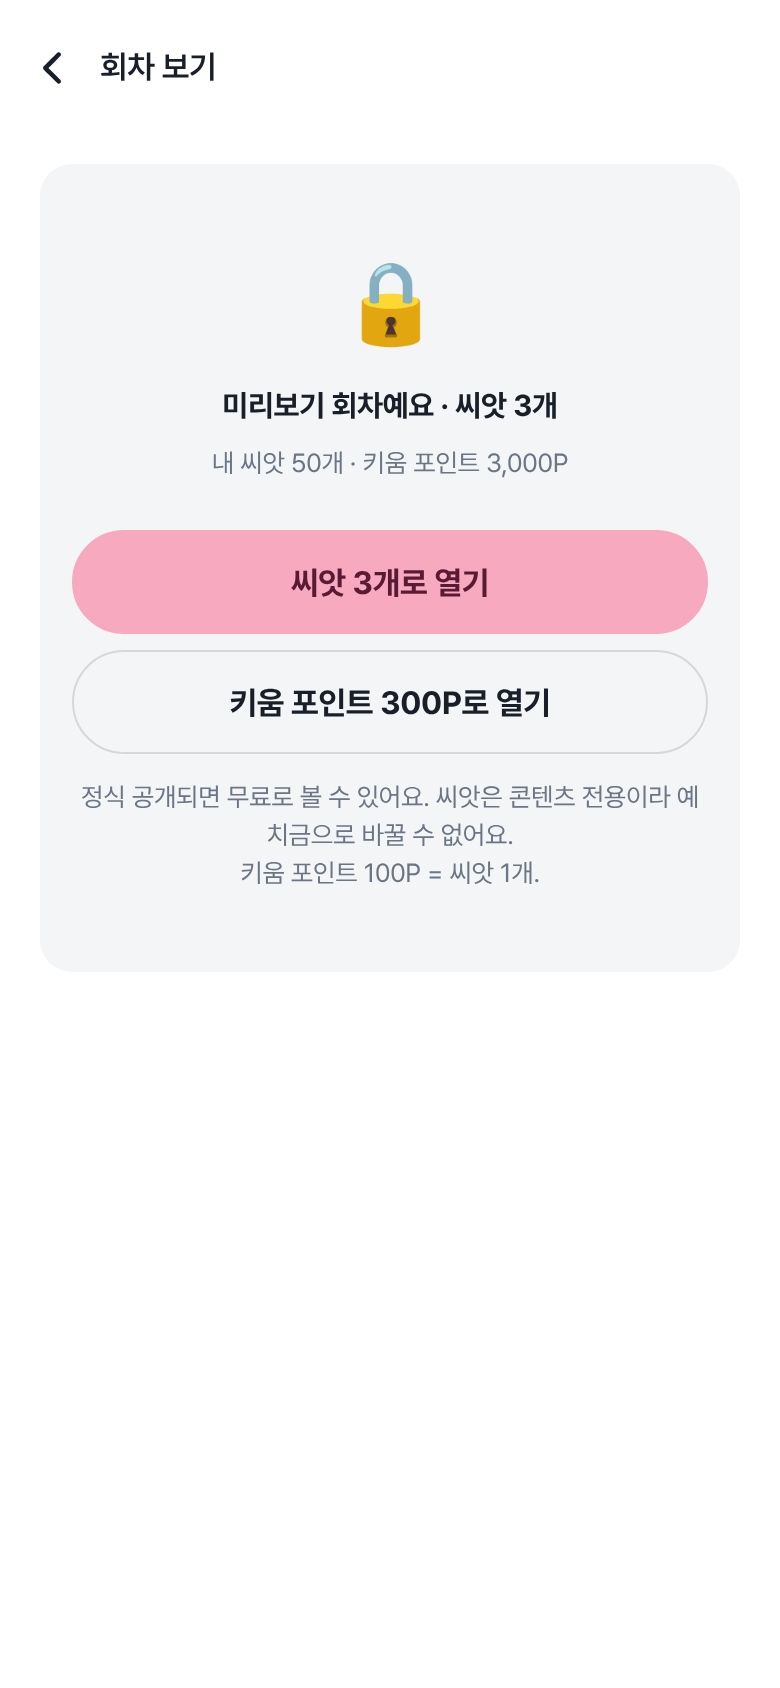 회차 보기
미리보기 회차예요 · 씨앗 3개
내 씨앗 50개 · 키움 포인트 3,000P
씨앗 3개로 열기
키움 포인트 300P로 열기
정식 공개되면 무료로 볼 수 있어요. 씨앗은 콘텐츠 전용이라 예
치금으로 바꿀 수 없어요.
키움 포인트 100P = 씨앗 1개.